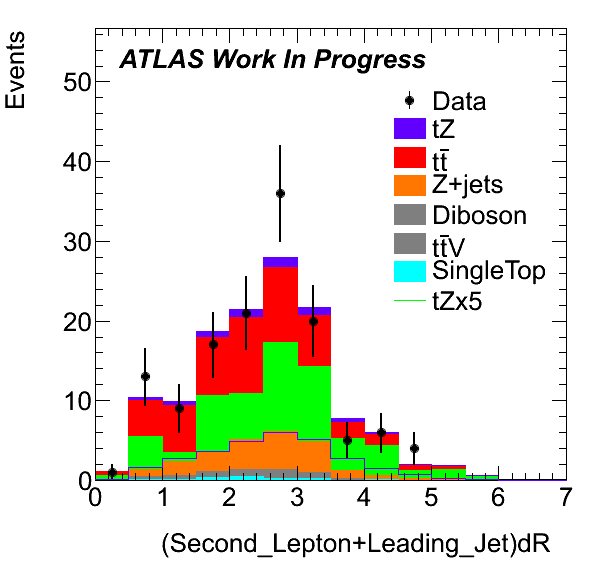 Events
ATLAS Work In Progress
50
40
30
20
10
0
Data
tZ
tt̄
Z+jets
Diboson
tt̄V
SingleTop
tZx5
0 1 2 3 4 5 6 7
(Second_Lepton+Leading_Jet)dR